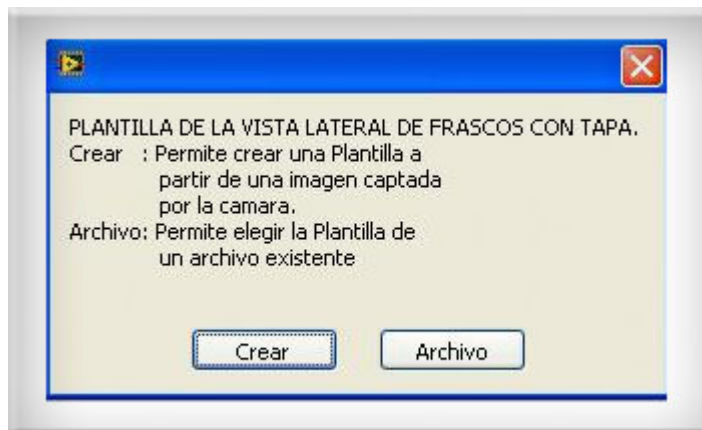 PLANTILLA DE LA VISTA LATERAL DE FRASCOS CON TAPA.
Crear : Permite crear una Plantilla a
partir de una imagen captada
por la camara.
Archivo: Permite elegir la Plantilla de
un archivo existente
Crear Archivo